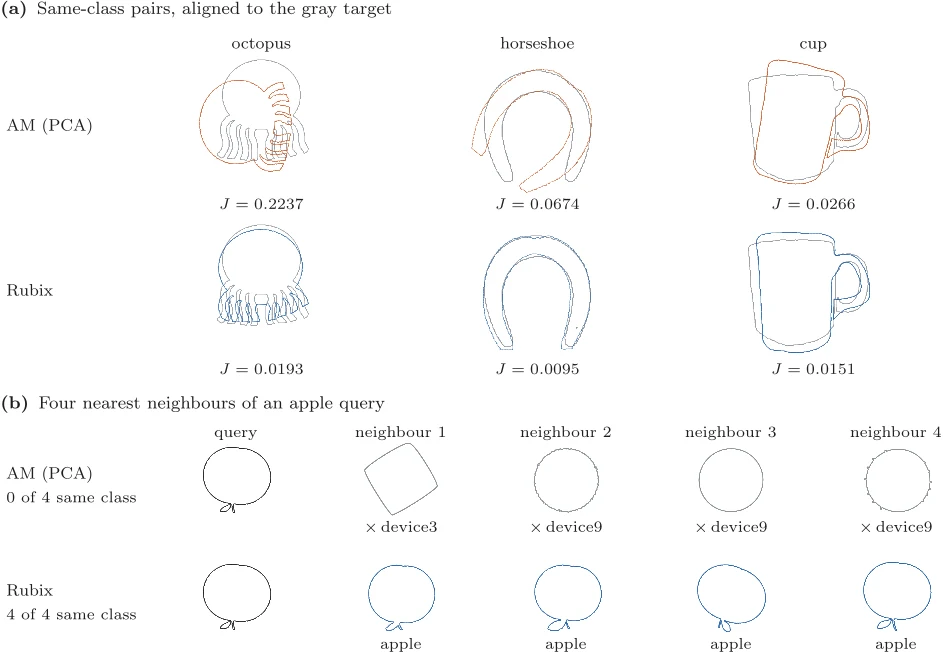 (a) Same-class pairs, aligned to the gray target
octopus horseshoe cup
AM (PCA)
J = 0.2237 J = 0.0674 J = 0.0266
Rubix
J = 0.0193 J = 0.0095 J = 0.0151
(b) Four nearest neighbours of an apple query
query neighbour 1 neighbour 2 neighbour 3 neighbour 4
AM (PCA)
0 of 4 same class
× device3 × device9 × device9 × device9
Rubix
4 of 4 same class
apple apple apple apple